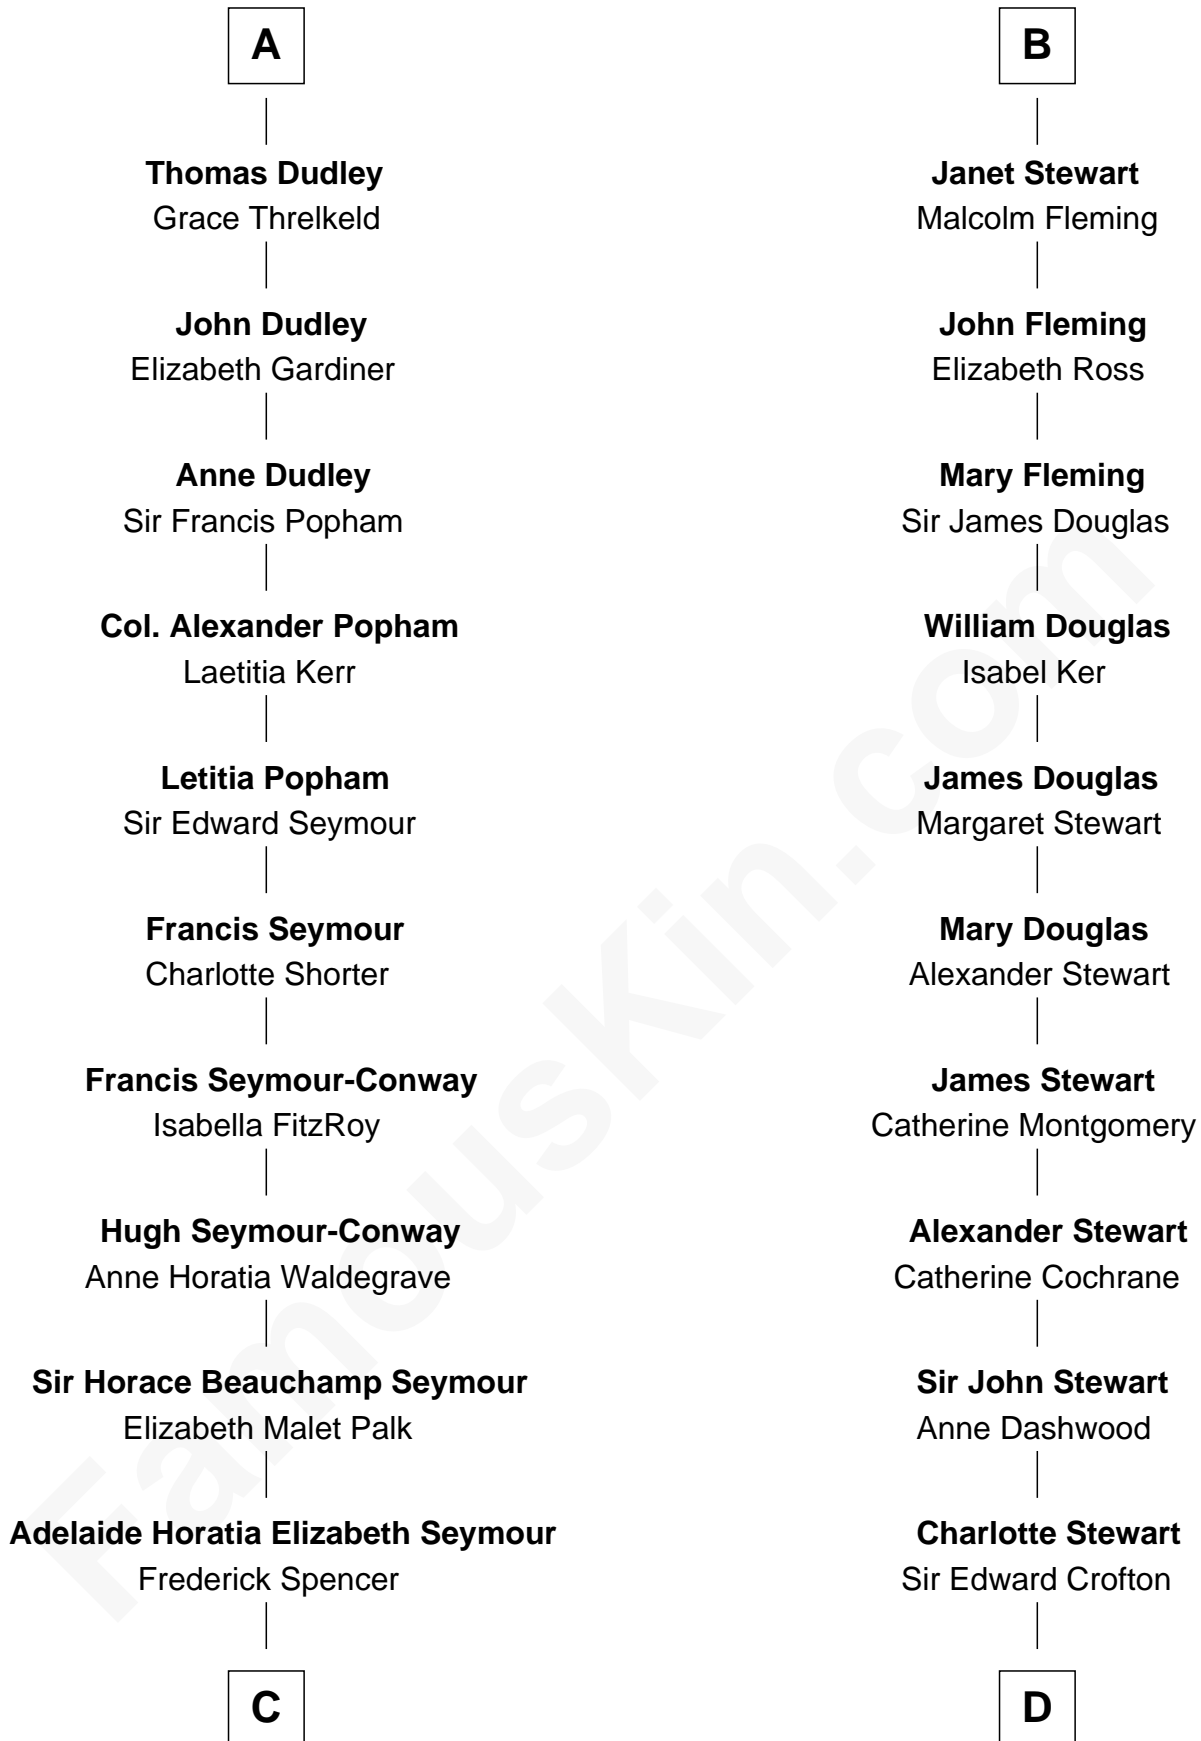 A
Thomas Dudley
Grace Threlkeld
John Dudley
Elizabeth Gardiner
Anne Dudley
Sir Francis Popham
Col. Alexander Popham
Laetitia Kerr
Letitia Popham
Sir Edward Seymour
Francis Seymour
Charlotte Shorter
Francis Seymour-Conway
Isabella FitzRoy
Hugh Seymour-Conway
Anne Horatia Waldegrave
Sir Horace Beauchamp Seymour
Elizabeth Malet Palk
Adelaide Horatia Elizabeth Seymour
Frederick Spencer
C
B
Janet Stewart
Malcolm Fleming
John Fleming
Elizabeth Ross
Mary Fleming
Sir James Douglas
William Douglas
Isabel Ker
James Douglas
Margaret Stewart
Mary Douglas
Alexander Stewart
James Stewart
Catherine Montgomery
Alexander Stewart
Catherine Cochrane
Sir John Stewart
Anne Dashwood
Charlotte Stewart
Sir Edward Crofton
D
FamousKin.com